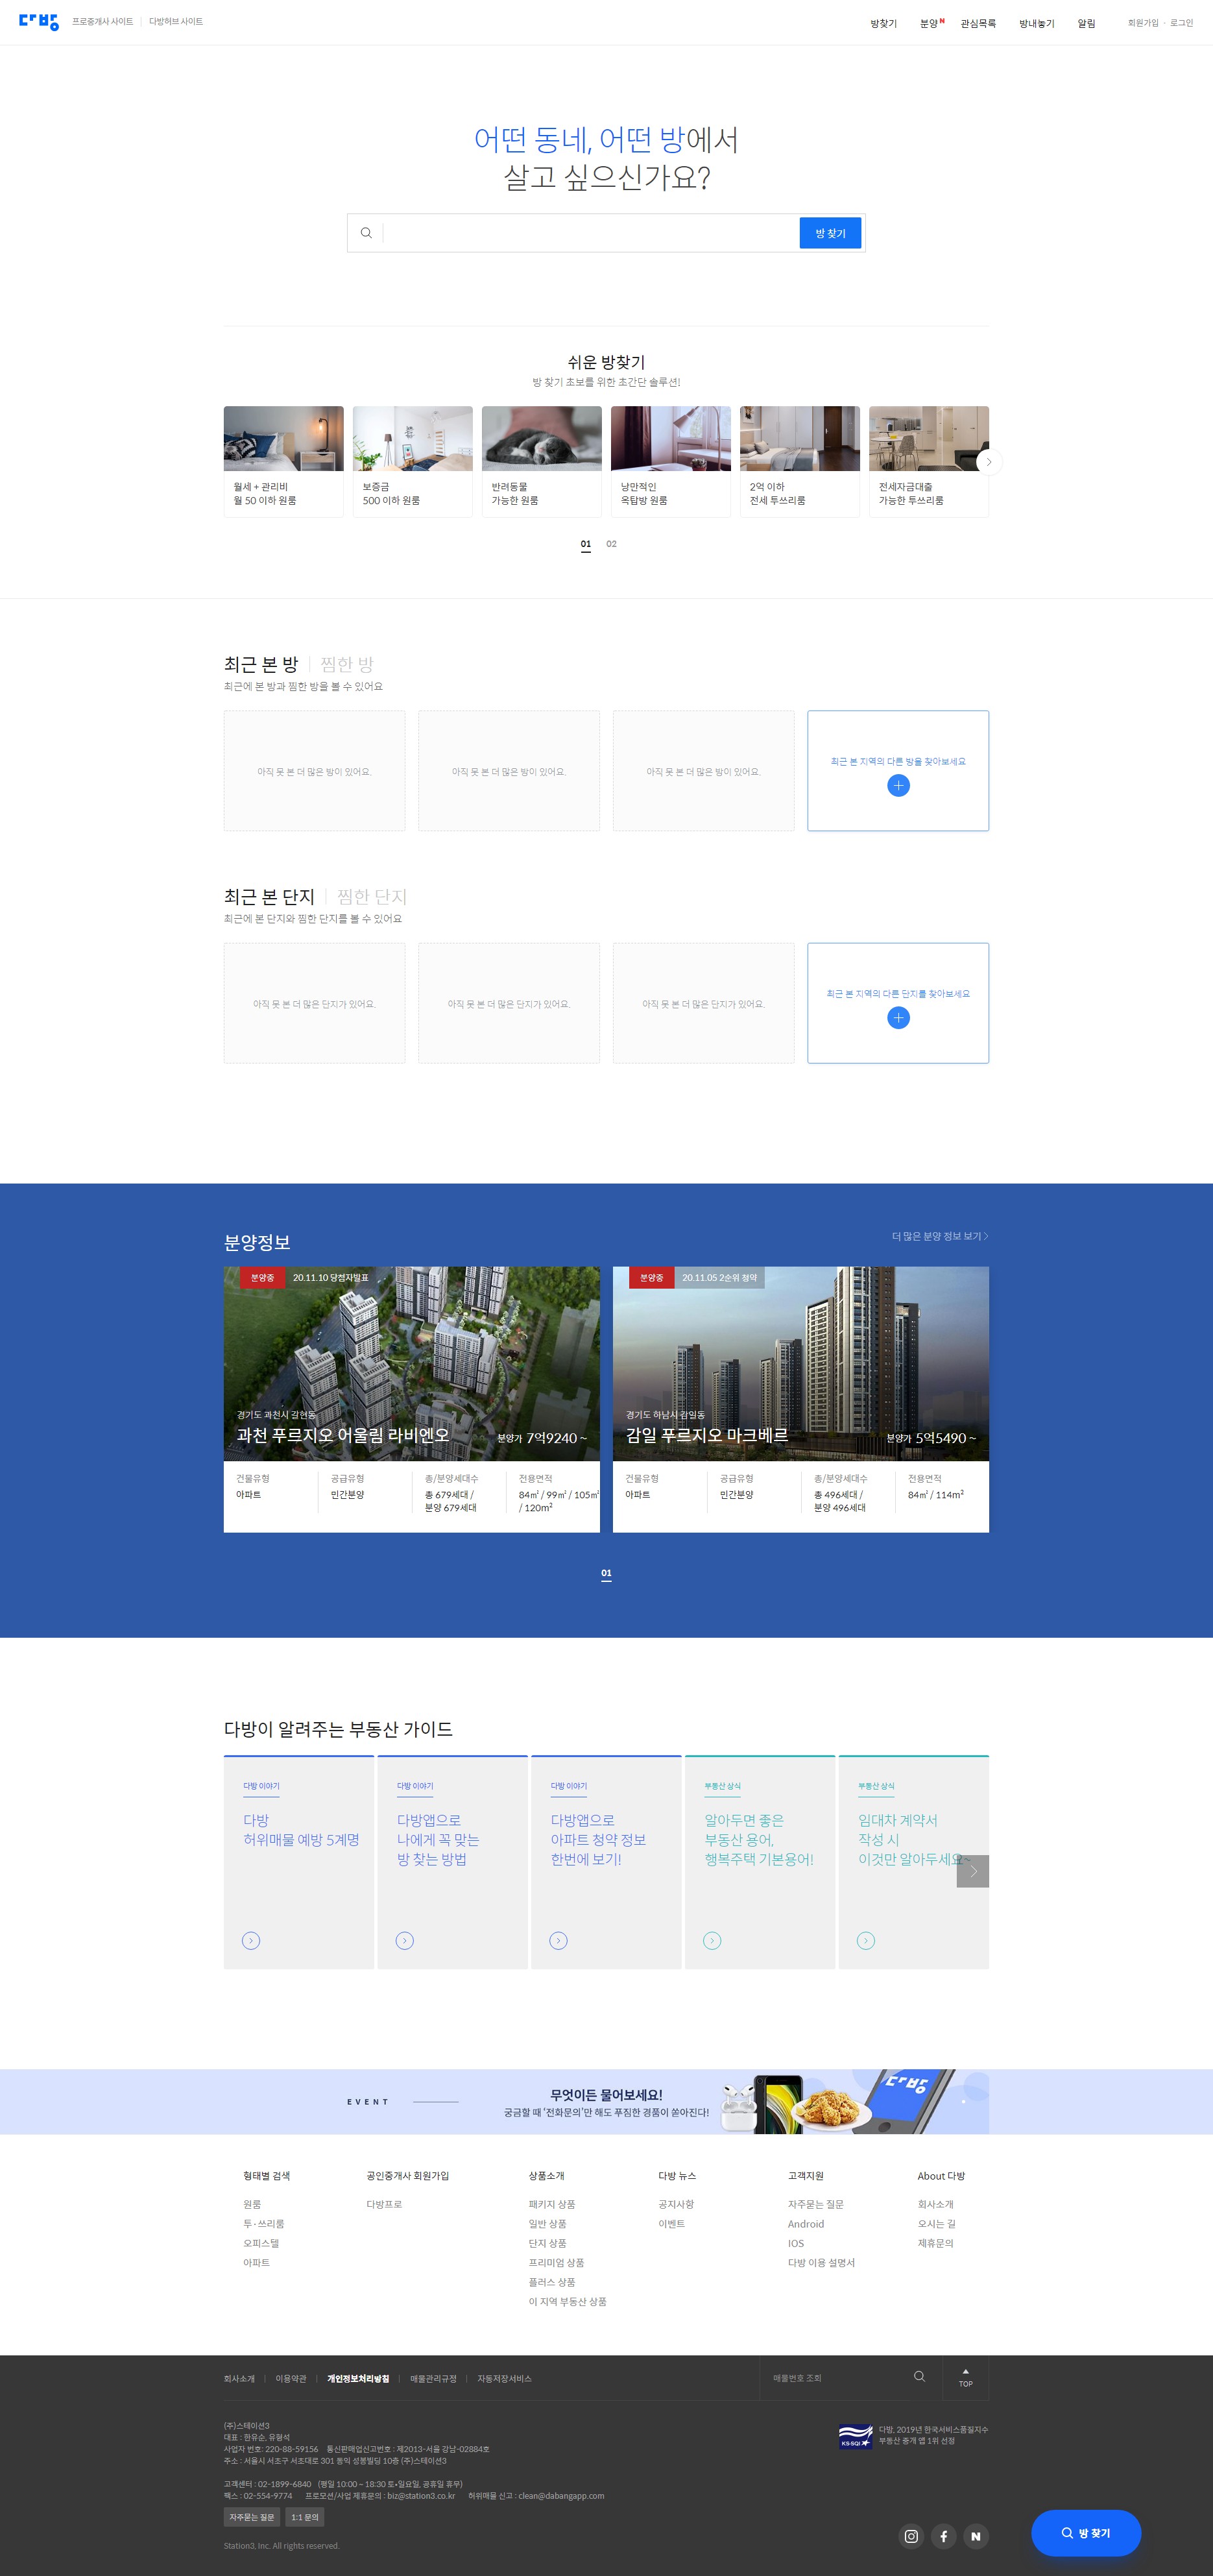 다방
프로중개사 사이트
다방허브 사이트
방찾기
분양 N
관심목록
방내놓기
알림
회원가입 · 로그인
어떤 동네, 어떤 방에서
살고 싶으신가요?
방 찾기
쉬운 방찾기
방 찾기 초보를 위한 초간단 솔루션!
월세 + 관리비
월 50 이하 원룸
보증금
500 이하 원룸
반려동물
가능한 원룸
낭만적인
옥탑방 원룸
2억 이하
전세 투쓰리룸
전세자금대출
가능한 투쓰리룸
01 02
최근 본 방 찜한 방
최근에 본 방과 찜한 방을 볼 수 있어요
아직 못 본 더 많은 방이 있어요.
아직 못 본 더 많은 방이 있어요.
아직 못 본 더 많은 방이 있어요.
최근 본 지역의 다른 방을 찾아보세요
최근 본 단지 찜한 단지
최근에 본 단지와 찜한 단지를 볼 수 있어요
아직 못 본 더 많은 단지가 있어요.
아직 못 본 더 많은 단지가 있어요.
아직 못 본 더 많은 단지가 있어요.
최근 본 지역의 다른 단지를 찾아보세요
분양정보
더 많은 분양 정보 보기
분양중 20.11.10 당첨자발표
경기도 과천시 갈현동
과천 푸르지오 어울림 라비엔오
분양가 7억9240 ~
건물유형
아파트
공급유형
민간분양
총/분양세대수
총 679세대 /
분양 679세대
전용면적
84㎡ / 99㎡ / 105㎡
/ 120m²
분양중 20.11.05 2순위 청약
경기도 하남시 감일동
감일 푸르지오 마크베르
분양가 5억5490 ~
건물유형
아파트
공급유형
민간분양
총/분양세대수
총 496세대 /
분양 496세대
전용면적
84㎡ / 114m²
01
다방이 알려주는 부동산 가이드
다방 이야기
다방
허위매물 예방 5계명
다방 이야기
다방앱으로
나에게 꼭 맞는
방 찾는 방법
다방 이야기
다방앱으로
아파트 청약 정보
한번에 보기!
부동산 상식
알아두면 좋은
부동산 용어,
행복주택 기본용어!
부동산 상식
임대차 계약서
작성 시
이것만 알아두세요~
EVENT
무엇이든 물어보세요!
궁금할 때 '전화문의'만 해도 푸짐한 경품이 쏟아진다!
다방
형태별 검색
원룸
투·쓰리룸
오피스텔
아파트
공인중개사 회원가입
다방프로
상품소개
패키지 상품
일반 상품
단지 상품
프리미엄 상품
플러스 상품
이 지역 부동산 상품
다방 뉴스
공지사항
이벤트
고객지원
자주묻는 질문
Android
IOS
다방 이용 설명서
About 다방
회사소개
오시는 길
제휴문의
회사소개
이용약관
개인정보처리방침
매물관리규정
자동저장서비스
매물번호 조회
TOP
(주)스테이션3
대표 : 한유순, 유형석
사업자 번호: 220-88-59156 통신판매업신고번호 : 제2013-서울 강남-02884호
주소 : 서울시 서초구 서초대로 301 동익 성봉빌딩 10층 (주)스테이션3
고객센터 : 02-1899-6840 (평일 10:00 ~ 18:30 토•일요일, 공휴일 휴무)
팩스 : 02-554-9774 프로모션/사업 제휴문의 : biz@station3.co.kr 허위매물 신고 : clean@dabangapp.com
자주묻는 질문
1:1 문의
Station3, Inc. All rights reserved.
KS-SQI
다방, 2019년 한국서비스품질지수
부동산 중개 앱 1위 선정
방 찾기